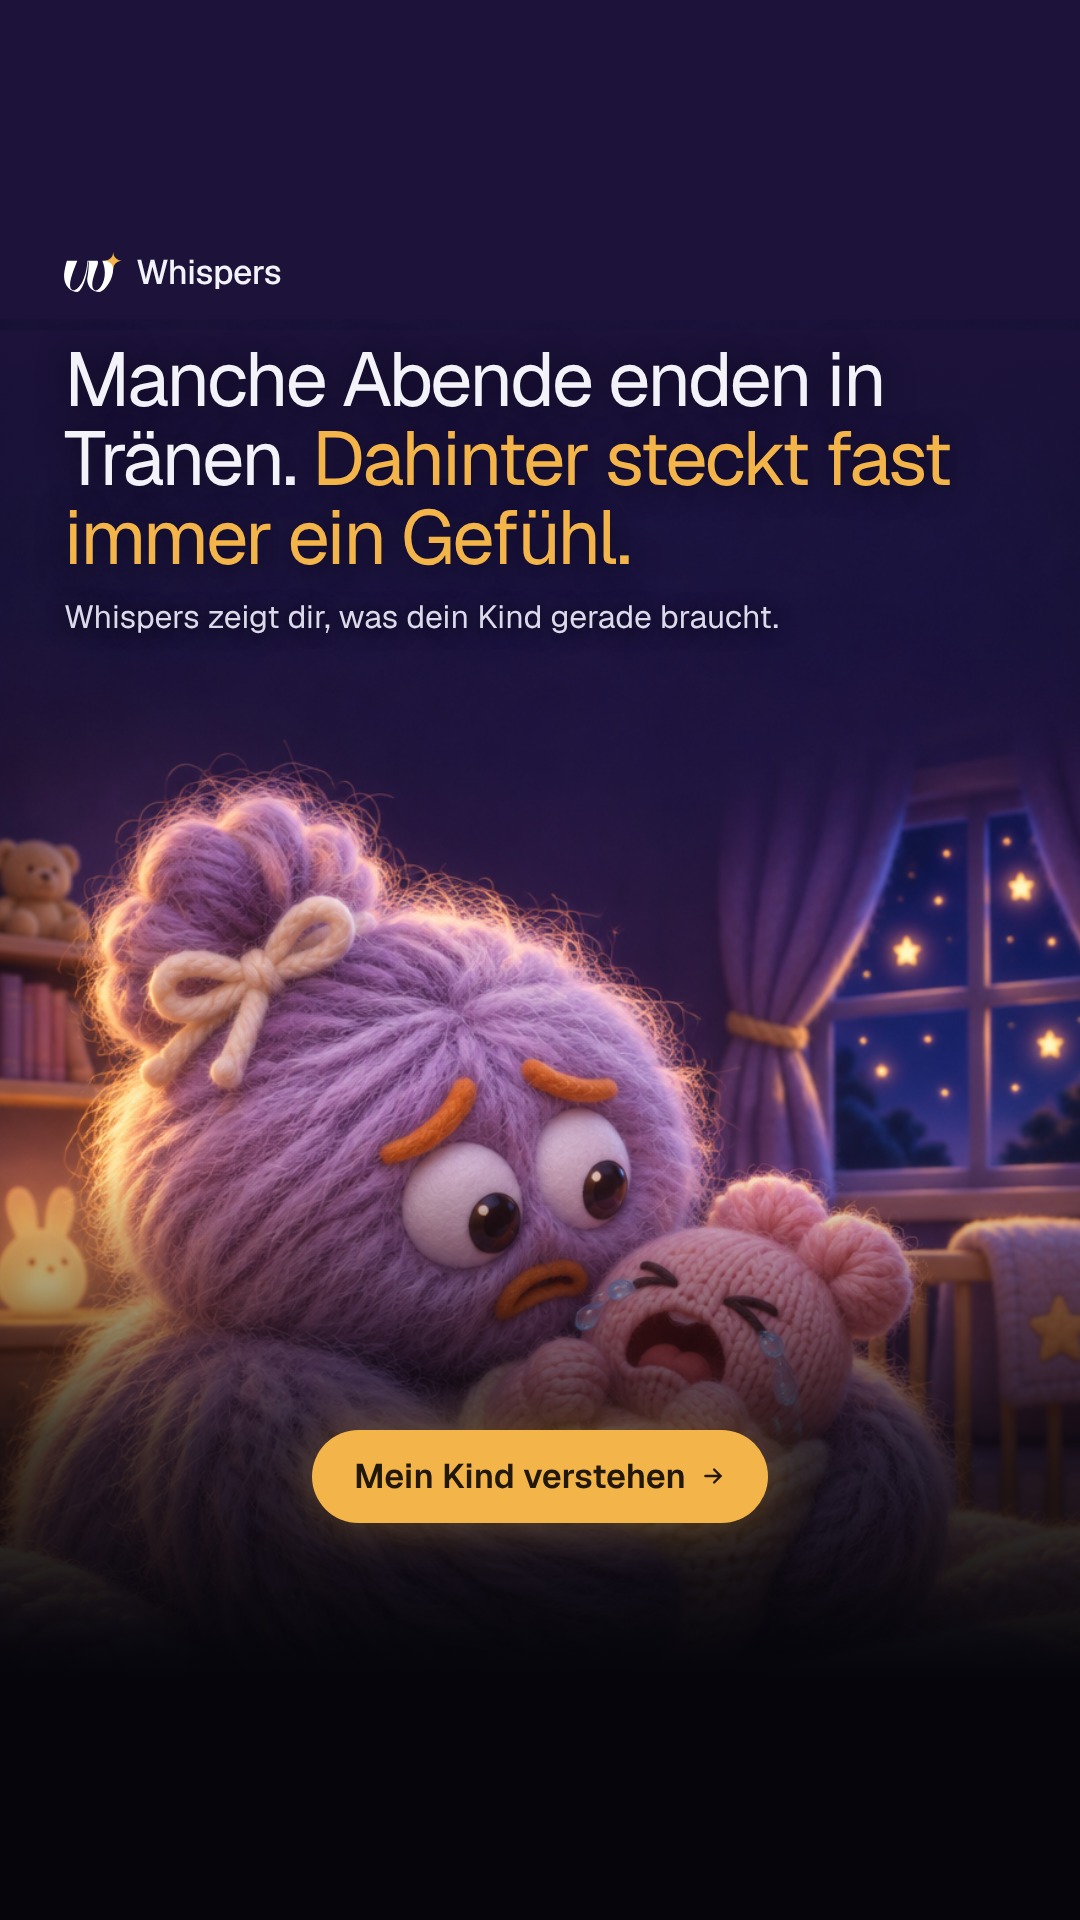 Whispers
Manche Abende enden in
Tränen. Dahinter steckt fast
immer ein Gefühl.
Whispers zeigt dir, was dein Kind gerade braucht.
Mein Kind verstehen →